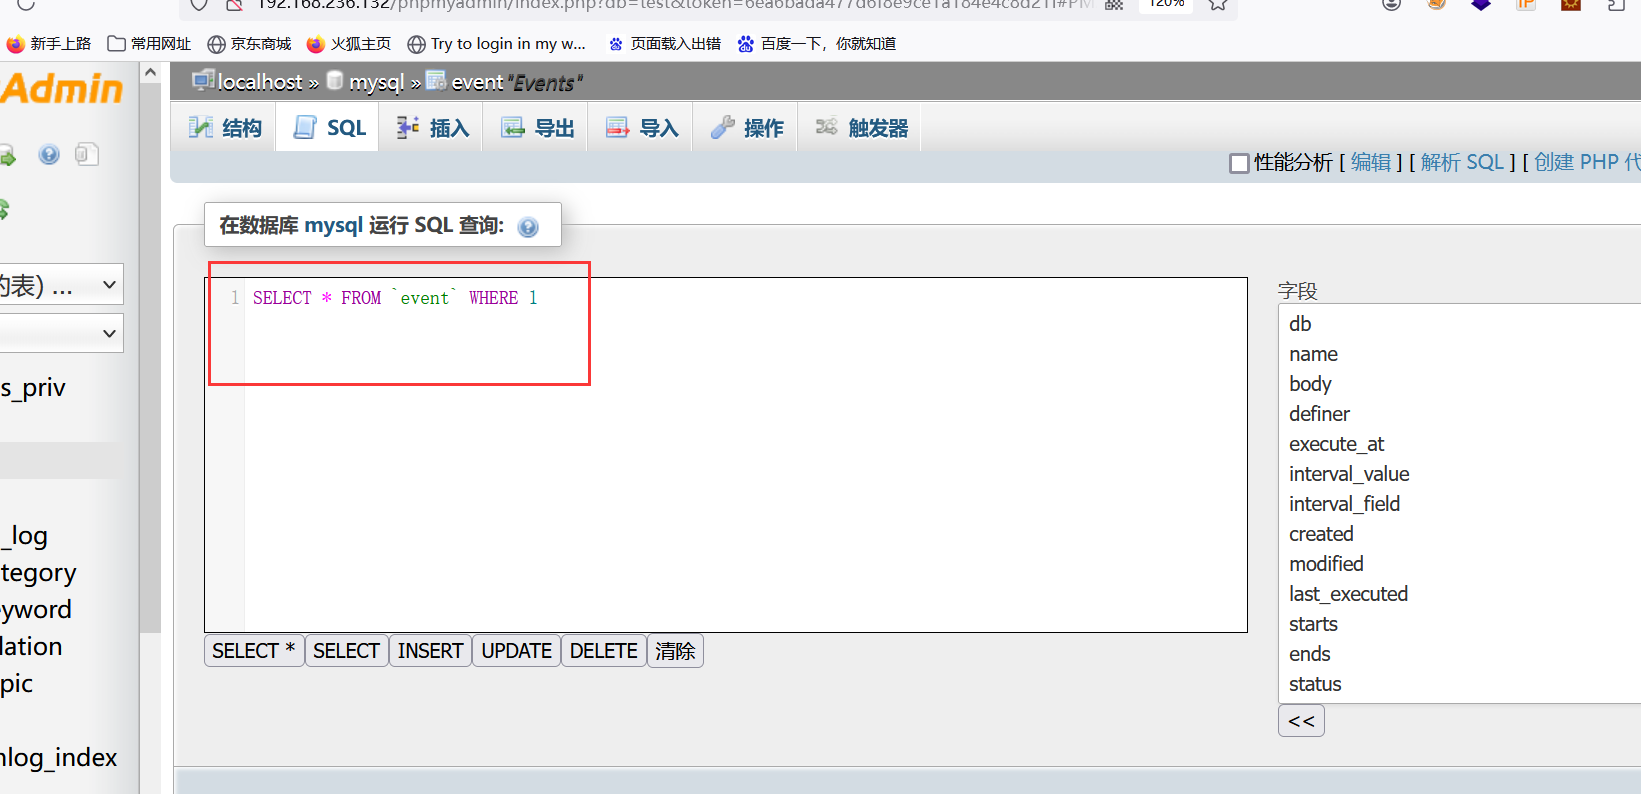 192.168.236.132/phpmyadmin/index.php?db=test&token=
120%
新手上路 常用网址 京东商城 火狐主页 Try to login in my w... 页面载入出错 百度一下，你就知道
Admin
localhost » mysql » event "Events"
结构 SQL 插入 导出 导入 操作 触发器
性能分析 [ 编辑 ] [ 解析 SQL ] [ 创建 PHP 代
在数据库 mysql 运行 SQL 查询:
的表) ...
s_priv
_log
tegory
eyword
lation
pic
nlog_index
1 SELECT * FROM `event` WHERE 1
SELECT * SELECT INSERT UPDATE DELETE 清除
字段
db
name
body
definer
execute_at
interval_value
interval_field
created
modified
last_executed
starts
ends
status
<<